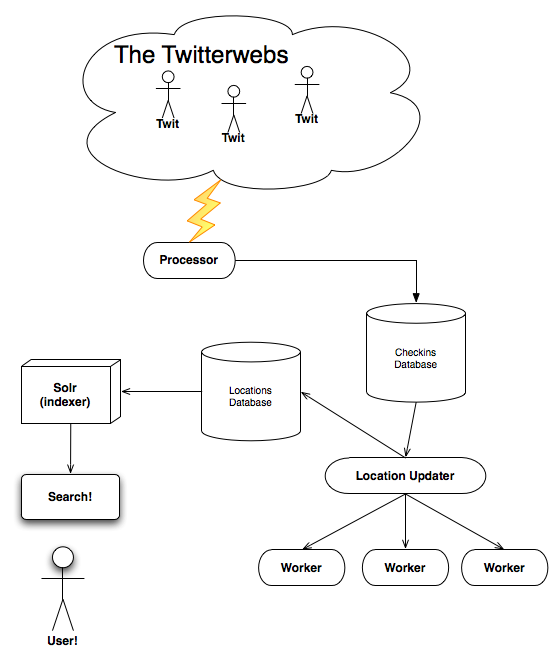 The Twitterwebs
Twit
Twit
Twit
Processor
Checkins
Database
Locations
Database
Solr
(indexer)
Location Updater
Search!
Worker
Worker
Worker
User!